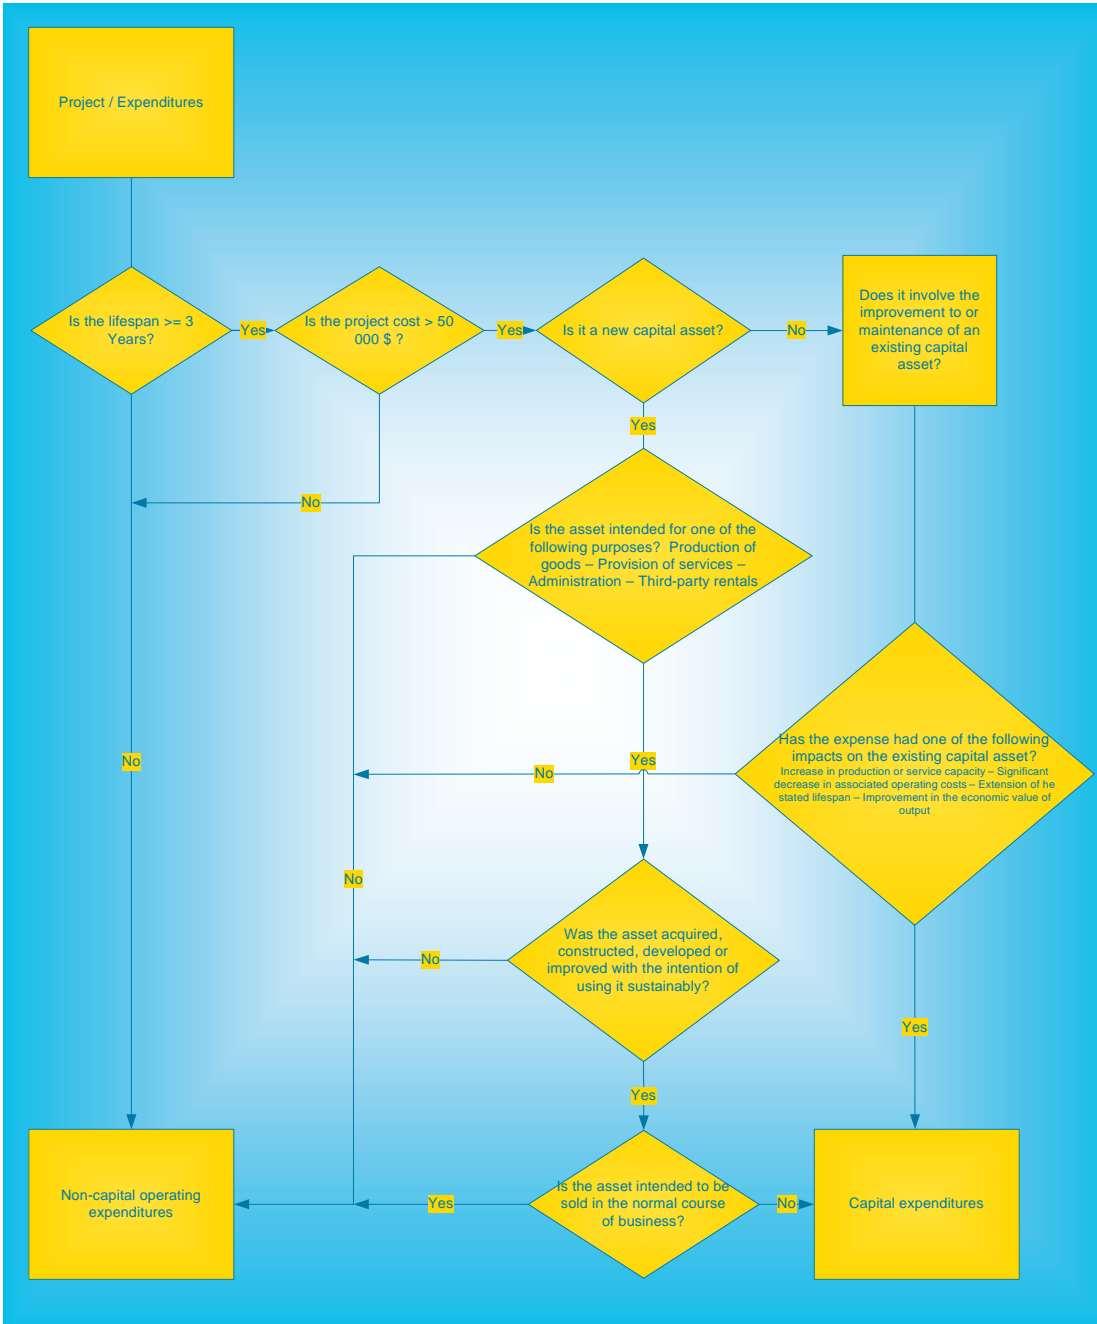 Project / Expenditures
Is the lifespan >= 3
Years?
Yes
Is the project cost > 50
000 $ ?
Yes
Is it a new capital asset?
No
Does it involve the
improvement to or
maintenance of an
existing capital
asset?
Yes
No
Is the asset intended for one of the
following purposes?  Production of
goods – Provision of services –
Administration – Third-party rentals
No
Yes
No
Has the expense had one of the following
impacts on the existing capital asset?
Increase in production or service capacity – Significant
decrease in associated operating costs – Extension of he
stated lifespan – Improvement in the economic value of
output
No
Was the asset acquired,
constructed, developed or
improved with the intention of
using it sustainably?
No
Yes
Yes
Non-capital operating
expenditures
Yes
Is the asset intended to be
sold in the normal course
of business?
No
Capital expenditures